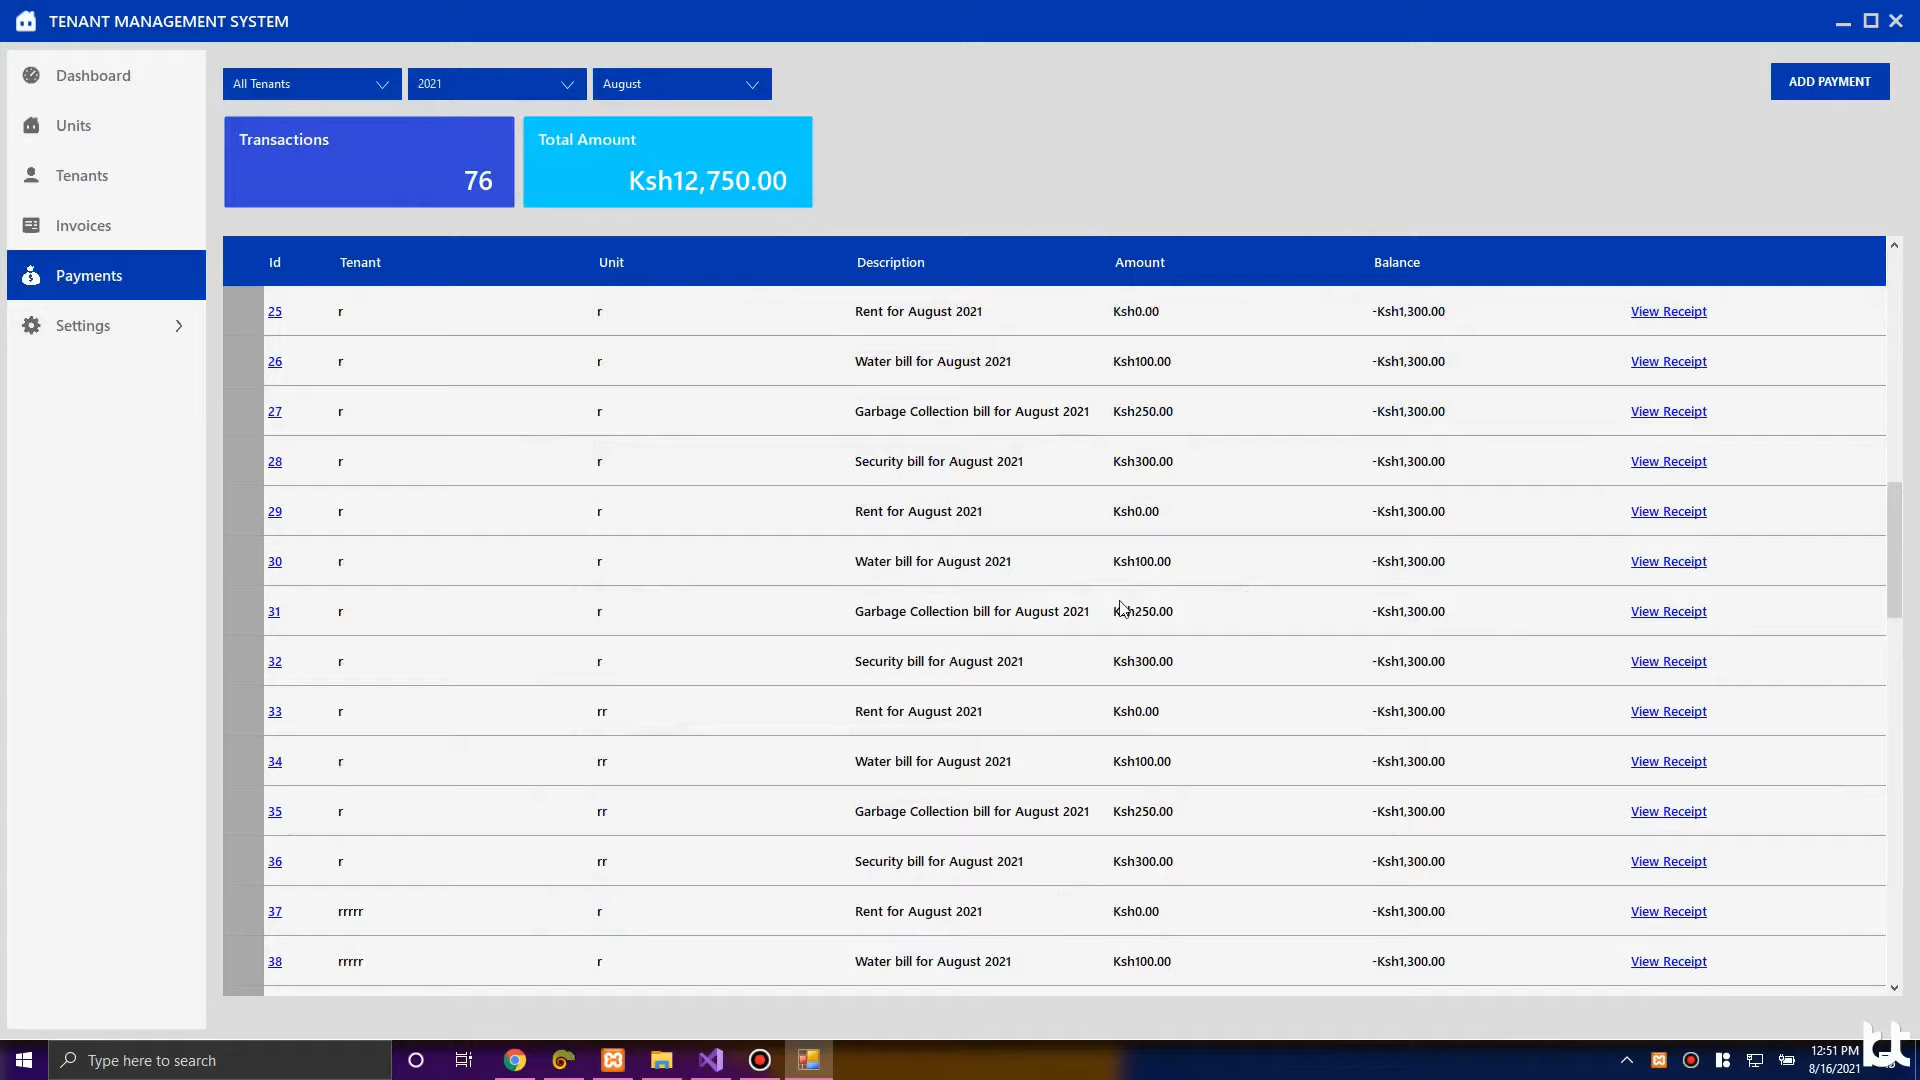 TENANT MANAGEMENT SYSTEM
Dashboard
Units
Tenants
Invoices
Payments
Settings
All Tenants 2021 August
ADD PAYMENT
Transactions
76
Total Amount
Ksh12,750.00
Id Tenant Unit Description Amount Balance
25 r r Rent for August 2021 Ksh0.00 -Ksh1,300.00 View Receipt
26 r r Water bill for August 2021 Ksh100.00 -Ksh1,300.00 View Receipt
27 r r Garbage Collection bill for August 2021 Ksh250.00 -Ksh1,300.00 View Receipt
28 r r Security bill for August 2021 Ksh300.00 -Ksh1,300.00 View Receipt
29 r r Rent for August 2021 Ksh0.00 -Ksh1,300.00 View Receipt
30 r r Water bill for August 2021 Ksh100.00 -Ksh1,300.00 View Receipt
31 r r Garbage Collection bill for August 2021 Ksh250.00 -Ksh1,300.00 View Receipt
32 r r Security bill for August 2021 Ksh300.00 -Ksh1,300.00 View Receipt
33 r rr Rent for August 2021 Ksh0.00 -Ksh1,300.00 View Receipt
34 r rr Water bill for August 2021 Ksh100.00 -Ksh1,300.00 View Receipt
35 r rr Garbage Collection bill for August 2021 Ksh250.00 -Ksh1,300.00 View Receipt
36 r rr Security bill for August 2021 Ksh300.00 -Ksh1,300.00 View Receipt
37 rrrrr r Rent for August 2021 Ksh0.00 -Ksh1,300.00 View Receipt
38 rrrrr r Water bill for August 2021 Ksh100.00 -Ksh1,300.00 View Receipt
Type here to search
12:51 PM
8/16/2021